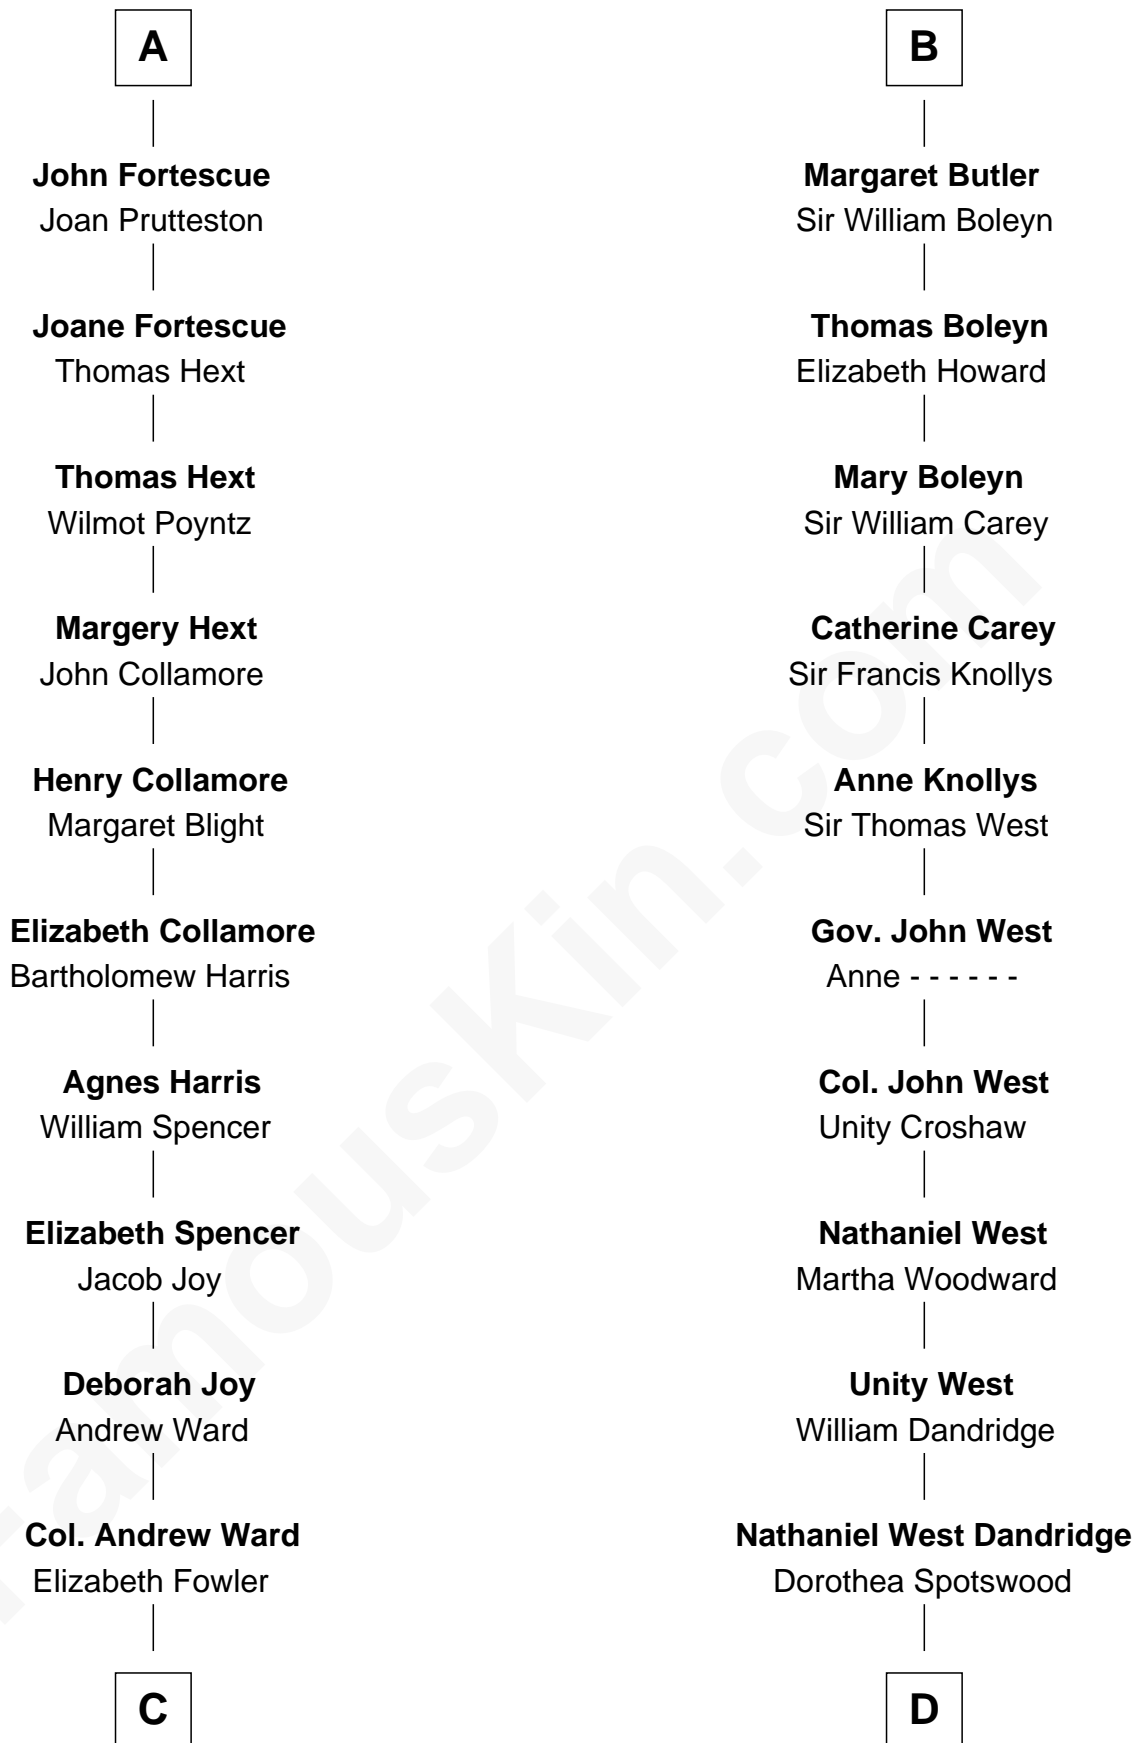 A
John Fortescue
Joan Prutteston
Joane Fortescue
Thomas Hext
Thomas Hext
Wilmot Poyntz
Margery Hext
John Collamore
Henry Collamore
Margaret Blight
Elizabeth Collamore
Bartholomew Harris
Agnes Harris
William Spencer
Elizabeth Spencer
Jacob Joy
Deborah Joy
Andrew Ward
Col. Andrew Ward
Elizabeth Fowler
C
B
Margaret Butler
Sir William Boleyn
Thomas Boleyn
Elizabeth Howard
Mary Boleyn
Sir William Carey
Catherine Carey
Sir Francis Knollys
Anne Knollys
Sir Thomas West
Gov. John West
Anne - - - - - -
Col. John West
Unity Croshaw
Nathaniel West
Martha Woodward
Unity West
William Dandridge
Nathaniel West Dandridge
Dorothea Spotswood
D
FamousKin.com